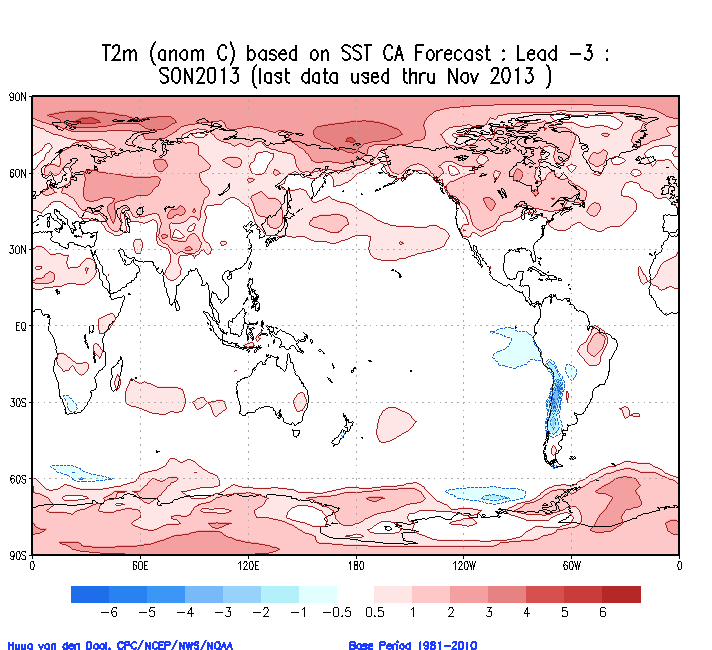 T2m (anom C) based on SST CA Forecast : Lead -3 :
SON2013 (last data used thru Nov 2013 )
90N
60N
30N
EQ
30S
60S
90S
0 60E 120E 180 120W 60W 0
-6 -5 -4 -3 -2 -1 -0.5 0.5 1 2 3 4 5 6
Huug van den Dool, CPC/NCEP/NWS/NOAA Base Period 1981-2010